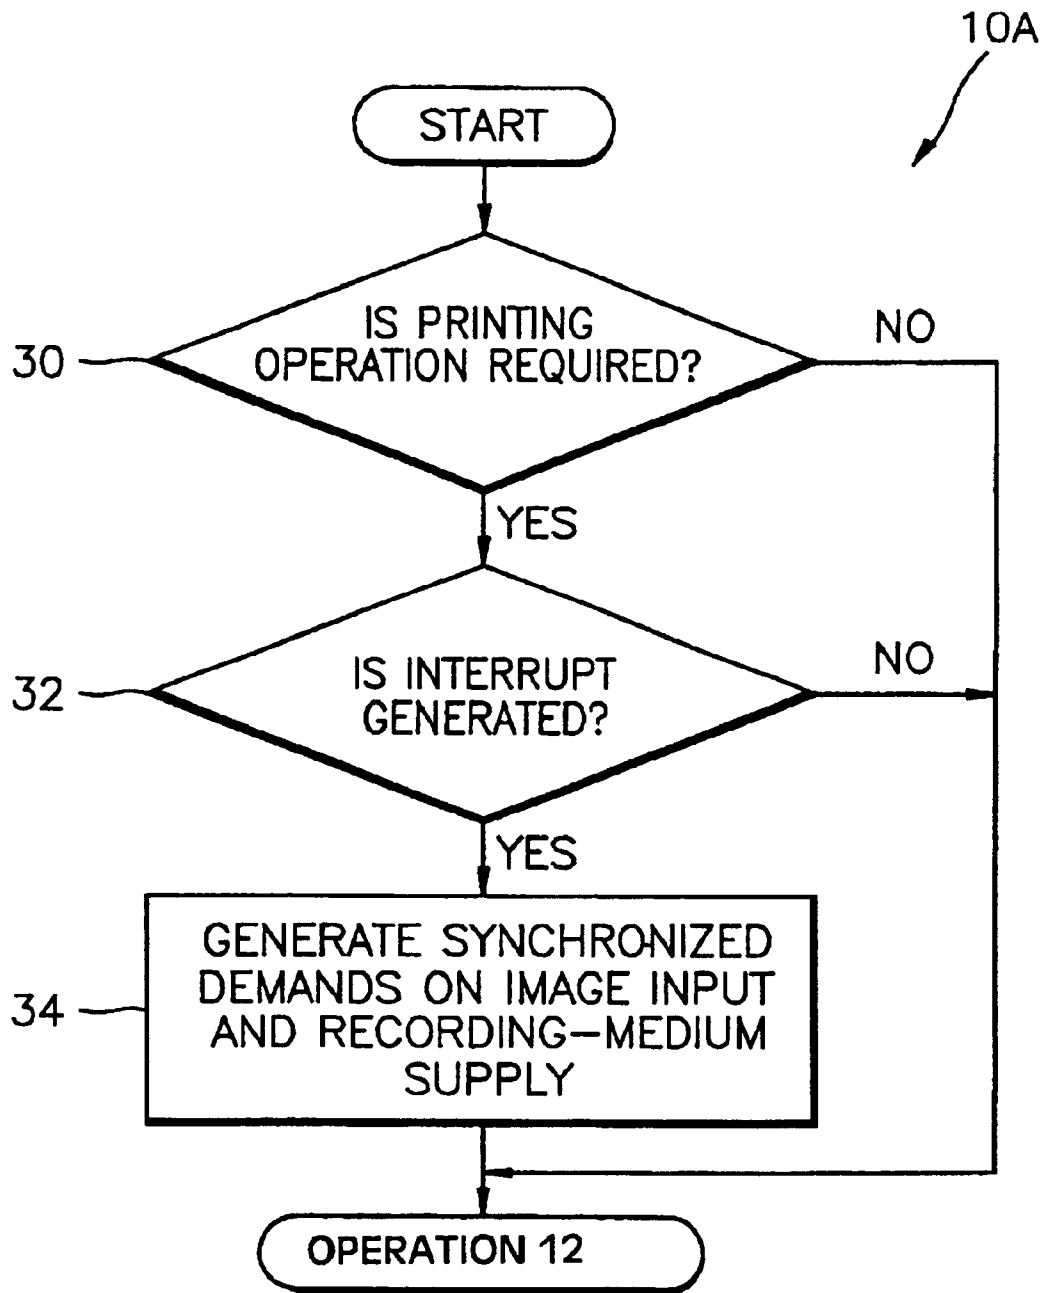 10A
START
IS PRINTING
OPERATION REQUIRED?
NO
30
YES
IS INTERRUPT
GENERATED?
NO
32
YES
GENERATE SYNCHRONIZED
DEMANDS ON IMAGE INPUT
AND RECORDING–MEDIUM
SUPPLY
34
OPERATION 12